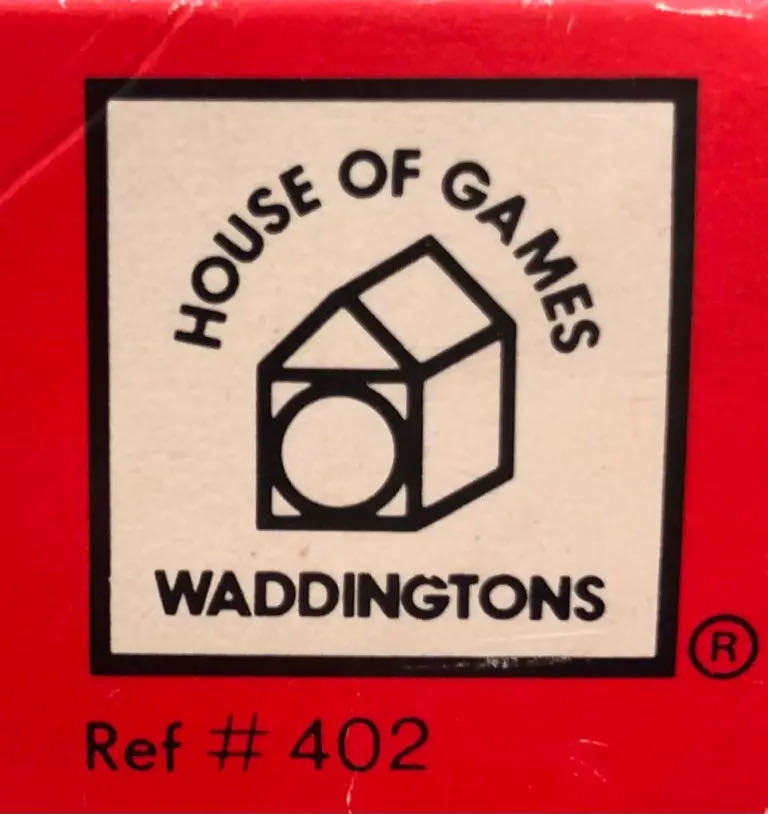 HOUSE OF GAMES
WADDINGTONS
®
Ref # 402